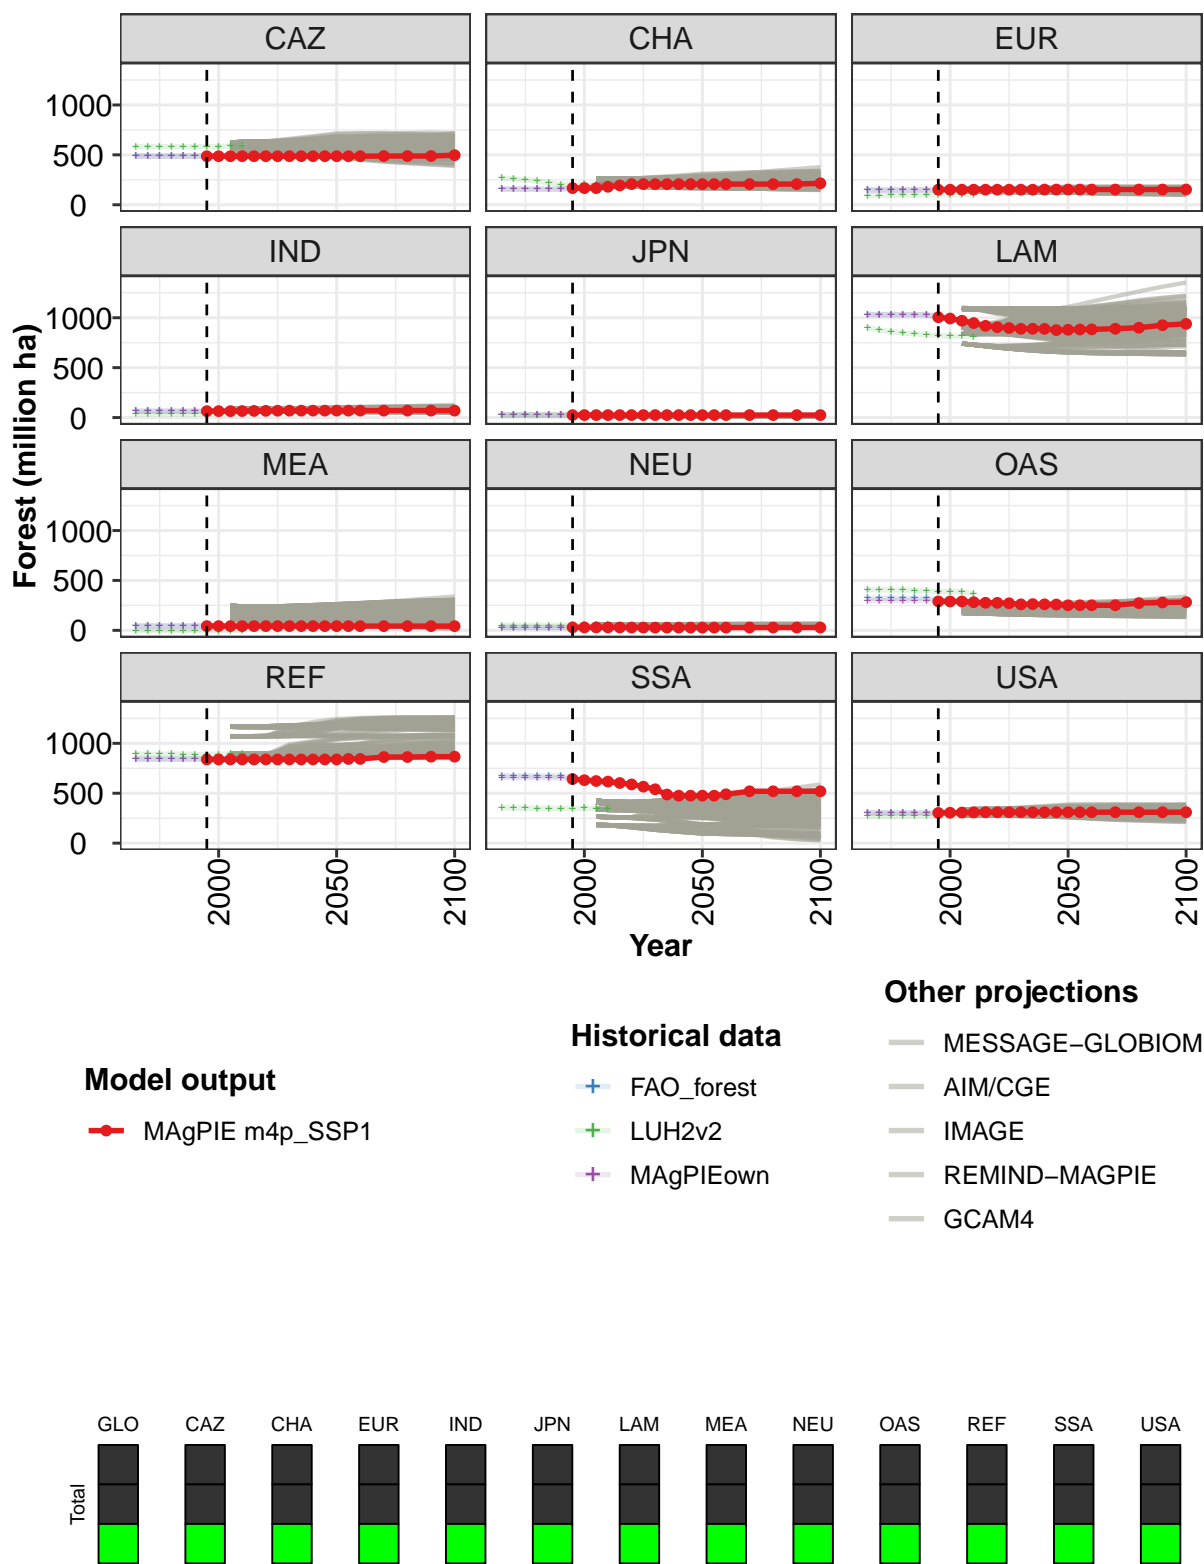 CAZ CHA EUR
1000
500
0
IND JPN LAM
1000
500
0
MEA NEU OAS
1000
500
0
REF SSA USA
1000
500
0
Forest (million ha)
2000 2050 2100 2000 2050 2100 2000 2050 2100
Year
Model output
MAgPIE m4p_SSP1
Historical data
FAO_forest
LUH2v2
MAgPIEown
Other projections
MESSAGE−GLOBIOM
AIM/CGE
IMAGE
REMIND−MAGPIE
GCAM4
GLO CAZ CHA EUR IND JPN LAM MEA NEU OAS REF SSA USA
Total